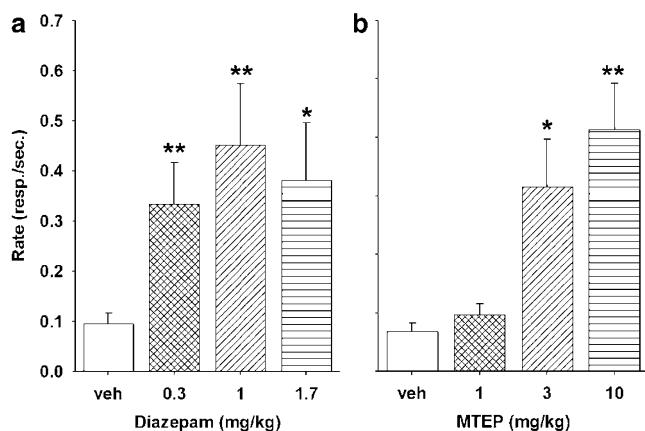 a
b
0.7
0.6
0.5
0.4
0.3
0.2
0.1
0.0
Rate (resp./sec.)
**
**
*
*
**
veh 0.3 1 1.7
veh 1 3 10
Diazepam (mg/kg)
MTEP (mg/kg)